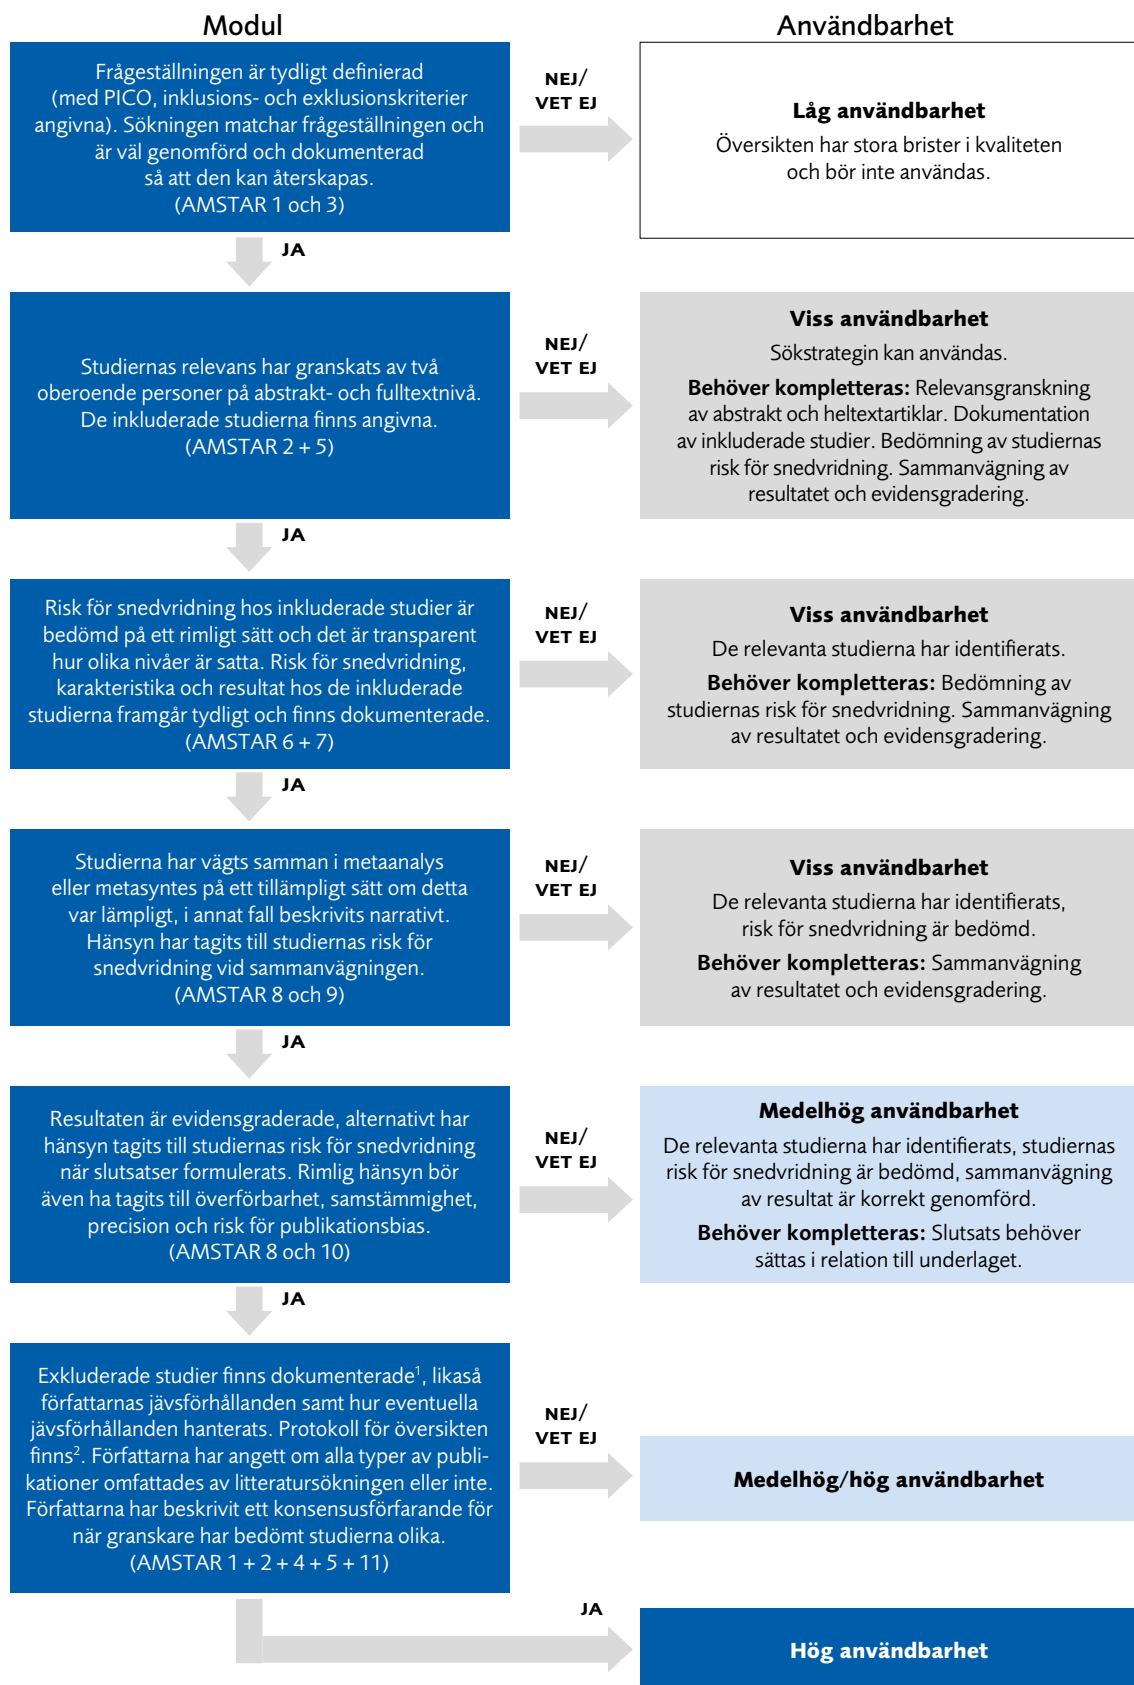 Modul
Användbarhet
Frågeställningen är tydligt definierad
(med PICO, inklusions- och exklusionskriterier
angivna). Sökningen matchar frågeställningen och
är väl genomförd och dokumenterad
så att den kan återskapas.
(AMSTAR 1 och 3)
NEJ/
VET EJ
Låg användbarhet
Översikten har stora brister i kvaliteten
och bör inte användas.
JA
Studiernas relevans har granskats av två
oberoende personer på abstrakt- och fulltextnivå.
De inkluderade studierna finns angivna.
(AMSTAR 2 + 5)
NEJ/
VET EJ
Viss användbarhet
Sökstrategin kan användas.
Behöver kompletteras: Relevansgranskning
av abstrakt och heltextartiklar. Dokumentation
av inkluderade studier. Bedömning av studiernas
risk för snedvridning. Sammanvägning av
resultatet och evidensgradering.
JA
Risk för snedvridning hos inkluderade studier är
bedömd på ett rimligt sätt och det är transparent
hur olika nivåer är satta. Risk för snedvridning,
karakteristika och resultat hos de inkluderade
studierna framgår tydligt och finns dokumenterade.
(AMSTAR 6 + 7)
NEJ/
VET EJ
Viss användbarhet
De relevanta studierna har identifierats.
Behöver kompletteras: Bedömning av
studiernas risk för snedvridning. Sammanvägning
av resultatet och evidensgradering.
JA
Studierna har vägts samman i metaanalys
eller metasyntes på ett tillämpligt sätt om detta
var lämpligt, i annat fall beskrivits narrativt.
Hänsyn har tagits till studiernas risk för
snedvridning vid sammanvägningen.
(AMSTAR 8 och 9)
NEJ/
VET EJ
Viss användbarhet
De relevanta studierna har identifierats,
risk för snedvridning är bedömd.
Behöver kompletteras: Sammanvägning
av resultatet och evidensgradering.
JA
Resultaten är evidensgraderade, alternativt har
hänsyn tagits till studiernas risk för snedvridning
när slutsatser formulerats. Rimlig hänsyn bör
även ha tagits till överförbarhet, samstämmighet,
precision och risk för publikationsbias.
(AMSTAR 8 och 10)
NEJ/
VET EJ
Medelhög användbarhet
De relevanta studierna har identifierats, studiernas
risk för snedvridning är bedömd, sammanvägning
av resultat är korrekt genomförd.
Behöver kompletteras: Slutsats behöver
sättas i relation till underlaget.
JA
Exkluderade studier finns dokumenterade¹, likaså
författarnas jävsförhållanden samt hur eventuella
jävsförhållanden hanterats. Protokoll för översikten
finns². Författarna har angett om alla typer av publi-
kationer omfattades av litteratursökningen eller inte.
Författarna har beskrivit ett konsensusförfarande för
när granskare har bedömt studierna olika.
(AMSTAR 1 + 2 + 4 + 5 + 11)
NEJ/
VET EJ
Medelhög/hög användbarhet
JA
Hög användbarhet